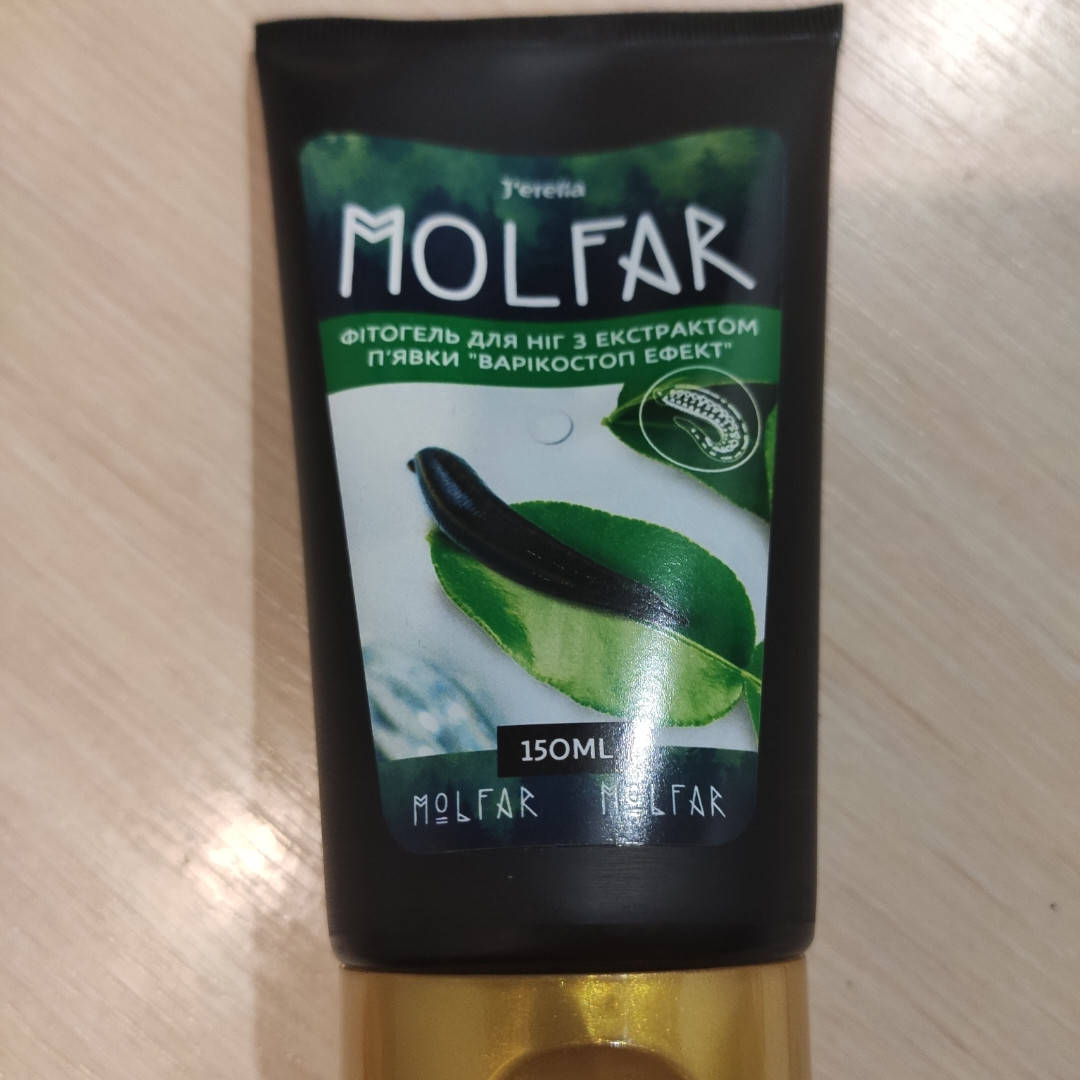 J'erelia
MOLFAR
ФІТОГЕЛЬ ДЛЯ НІГ З ЕКСТРАКТОМ
П'ЯВКИ "ВАРІКОСТОП ЕФЕКТ"
150ML
MOLFAR MOLFAR